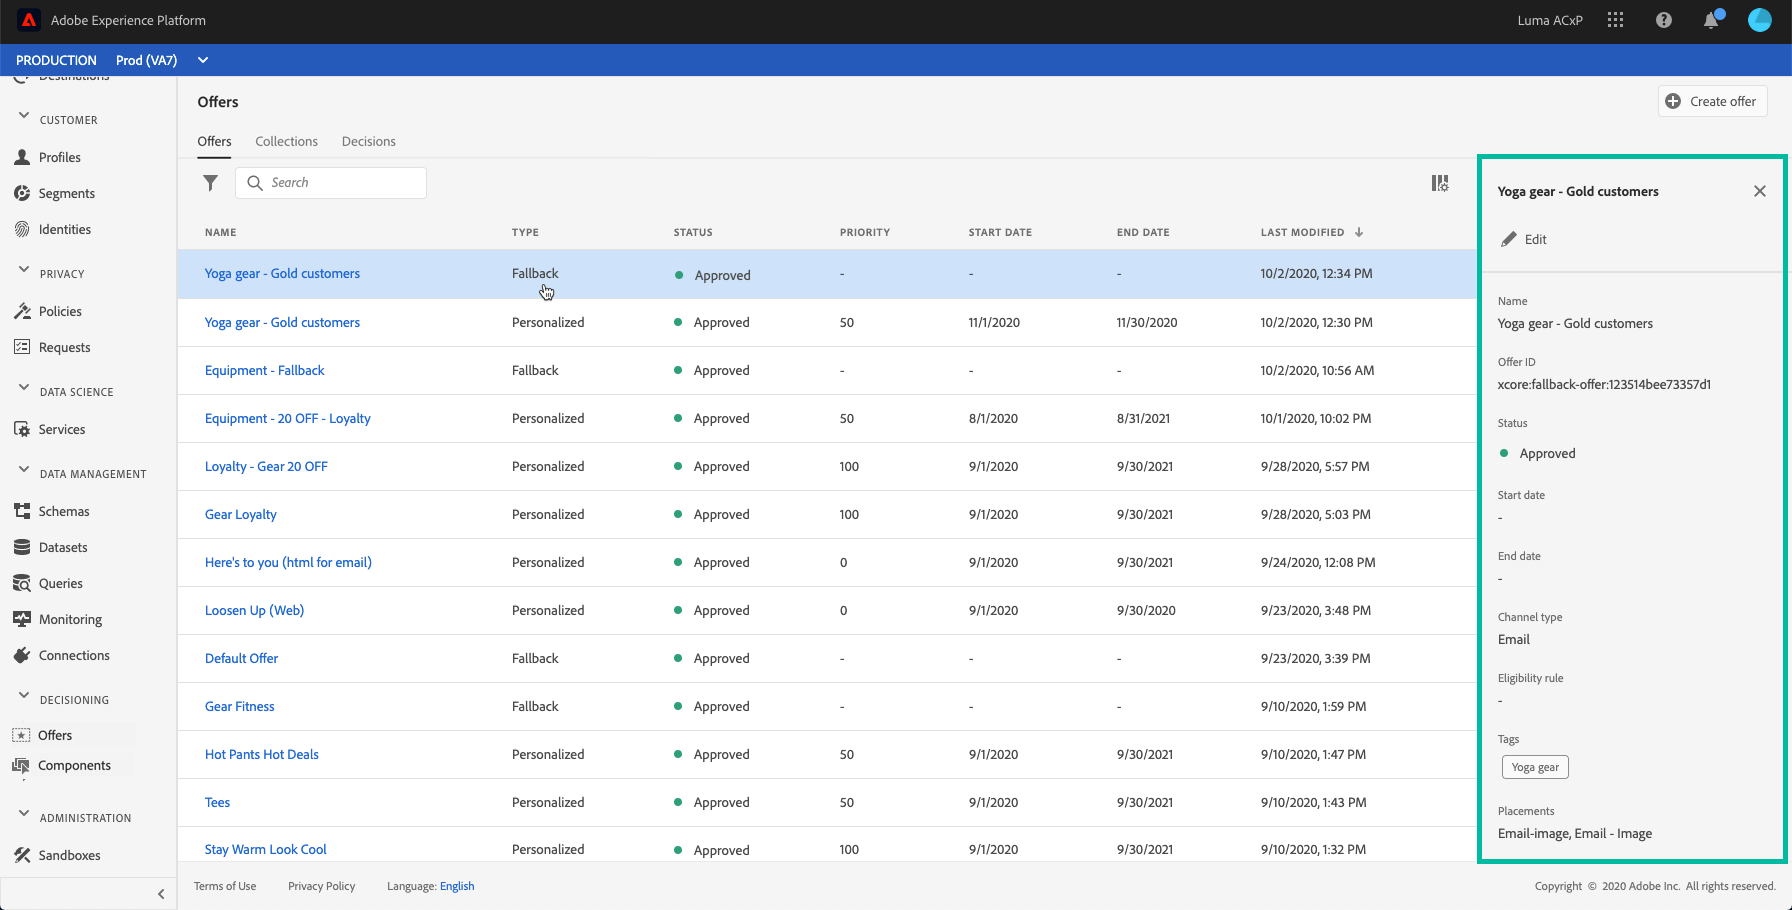 Adobe Experience Platform
Luma ACxP
PRODUCTION Prod (VA7)
Destinations
CUSTOMER
Profiles
Segments
Identities
PRIVACY
Policies
Requests
DATA SCIENCE
Services
DATA MANAGEMENT
Schemas
Datasets
Queries
Monitoring
Connections
DECISIONING
Offers
Components
ADMINISTRATION
Sandboxes
Offers
Create offer
Offers Collections Decisions
Search
NAME TYPE STATUS PRIORITY START DATE END DATE LAST MODIFIED
Yoga gear - Gold customers Fallback Approved - - - 10/2/2020, 12:34 PM
Yoga gear - Gold customers Personalized Approved 50 11/1/2020 11/30/2020 10/2/2020, 12:30 PM
Equipment - Fallback Fallback Approved - - - 10/2/2020, 10:56 AM
Equipment - 20 OFF - Loyalty Personalized Approved 50 8/1/2020 8/31/2021 10/1/2020, 10:02 PM
Loyalty - Gear 20 OFF Personalized Approved 100 9/1/2020 9/30/2021 9/28/2020, 5:57 PM
Gear Loyalty Personalized Approved 100 9/1/2020 9/30/2021 9/28/2020, 5:03 PM
Here's to you (html for email) Personalized Approved 0 9/1/2020 9/30/2021 9/24/2020, 12:08 PM
Loosen Up (Web) Personalized Approved 0 9/1/2020 9/30/2020 9/23/2020, 3:48 PM
Default Offer Fallback Approved - - - 9/23/2020, 3:39 PM
Gear Fitness Fallback Approved - - - 9/10/2020, 1:59 PM
Hot Pants Hot Deals Personalized Approved 50 9/1/2020 9/30/2021 9/10/2020, 1:47 PM
Tees Personalized Approved 50 9/1/2020 9/30/2021 9/10/2020, 1:43 PM
Stay Warm Look Cool Personalized Approved 100 9/1/2020 9/30/2021 9/10/2020, 1:32 PM
Yoga gear - Gold customers
Edit
Name
Yoga gear - Gold customers
Offer ID
xcore:fallback-offer:123514bee73357d1
Status
Approved
Start date
-
End date
-
Channel type
Email
Eligibility rule
-
Tags
Yoga gear
Placements
Email-image, Email - Image
Terms of Use Privacy Policy Language: English
Copyright © 2020 Adobe Inc. All rights reserved.